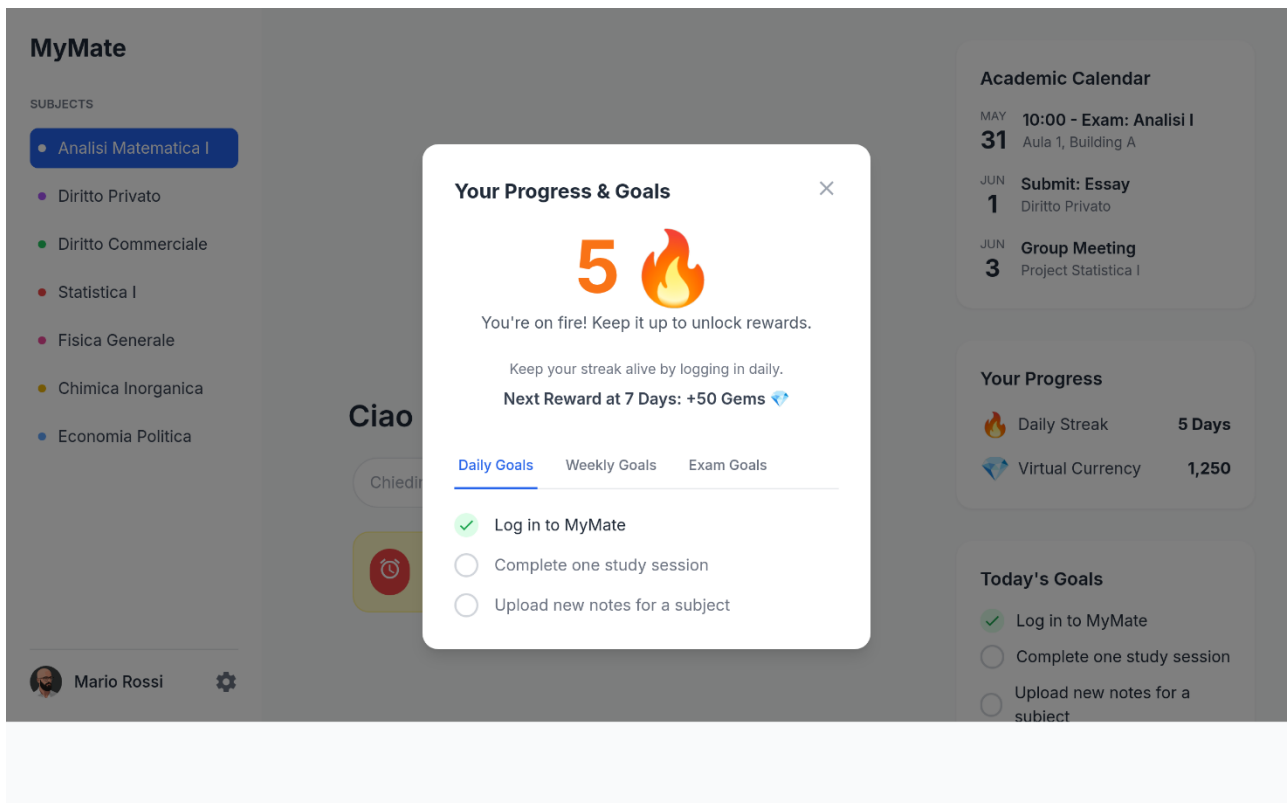 MyMate
SUBJECTS
Analisi Matematica I
Diritto Privato
Diritto Commerciale
Statistica I
Fisica Generale
Chimica Inorganica
Economia Politica
Mario Rossi
Ciao
Your Progress & Goals
5 🔥
You're on fire! Keep it up to unlock rewards.
Keep your streak alive by logging in daily.
Next Reward at 7 Days: +50 Gems 💎
Daily Goals Weekly Goals Exam Goals
Log in to MyMate
Complete one study session
Upload new notes for a subject
Academic Calendar
MAY
31
10:00 - Exam: Analisi I
Aula 1, Building A
JUN
1
Submit: Essay
Diritto Privato
JUN
3
Group Meeting
Project Statistica I
Your Progress
🔥 Daily Streak 5 Days
💎 Virtual Currency 1,250
Today's Goals
Log in to MyMate
Complete one study session
Upload new notes for a
subject